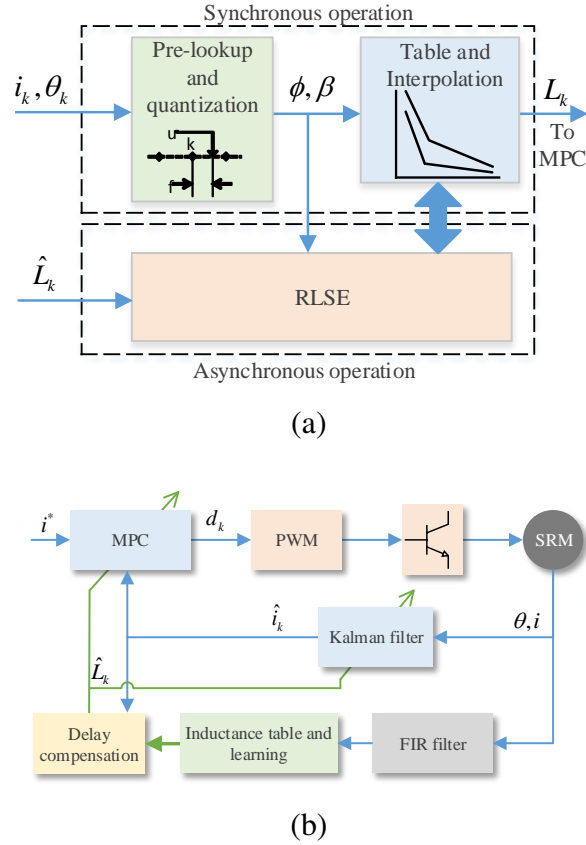 Synchronous operation
Pre-lookup
and
quantization
u
k
f
Table and
Interpolation
i_k, θ_k
ϕ, β
L_k
To
MPC
L̂_k
RLSE
Asynchronous operation
(a)
i*
MPC
d_k
PWM
SRM
î_k
Kalman filter
θ, i
L̂_k
Delay
compensation
Inductance table and
learning
FIR filter
(b)